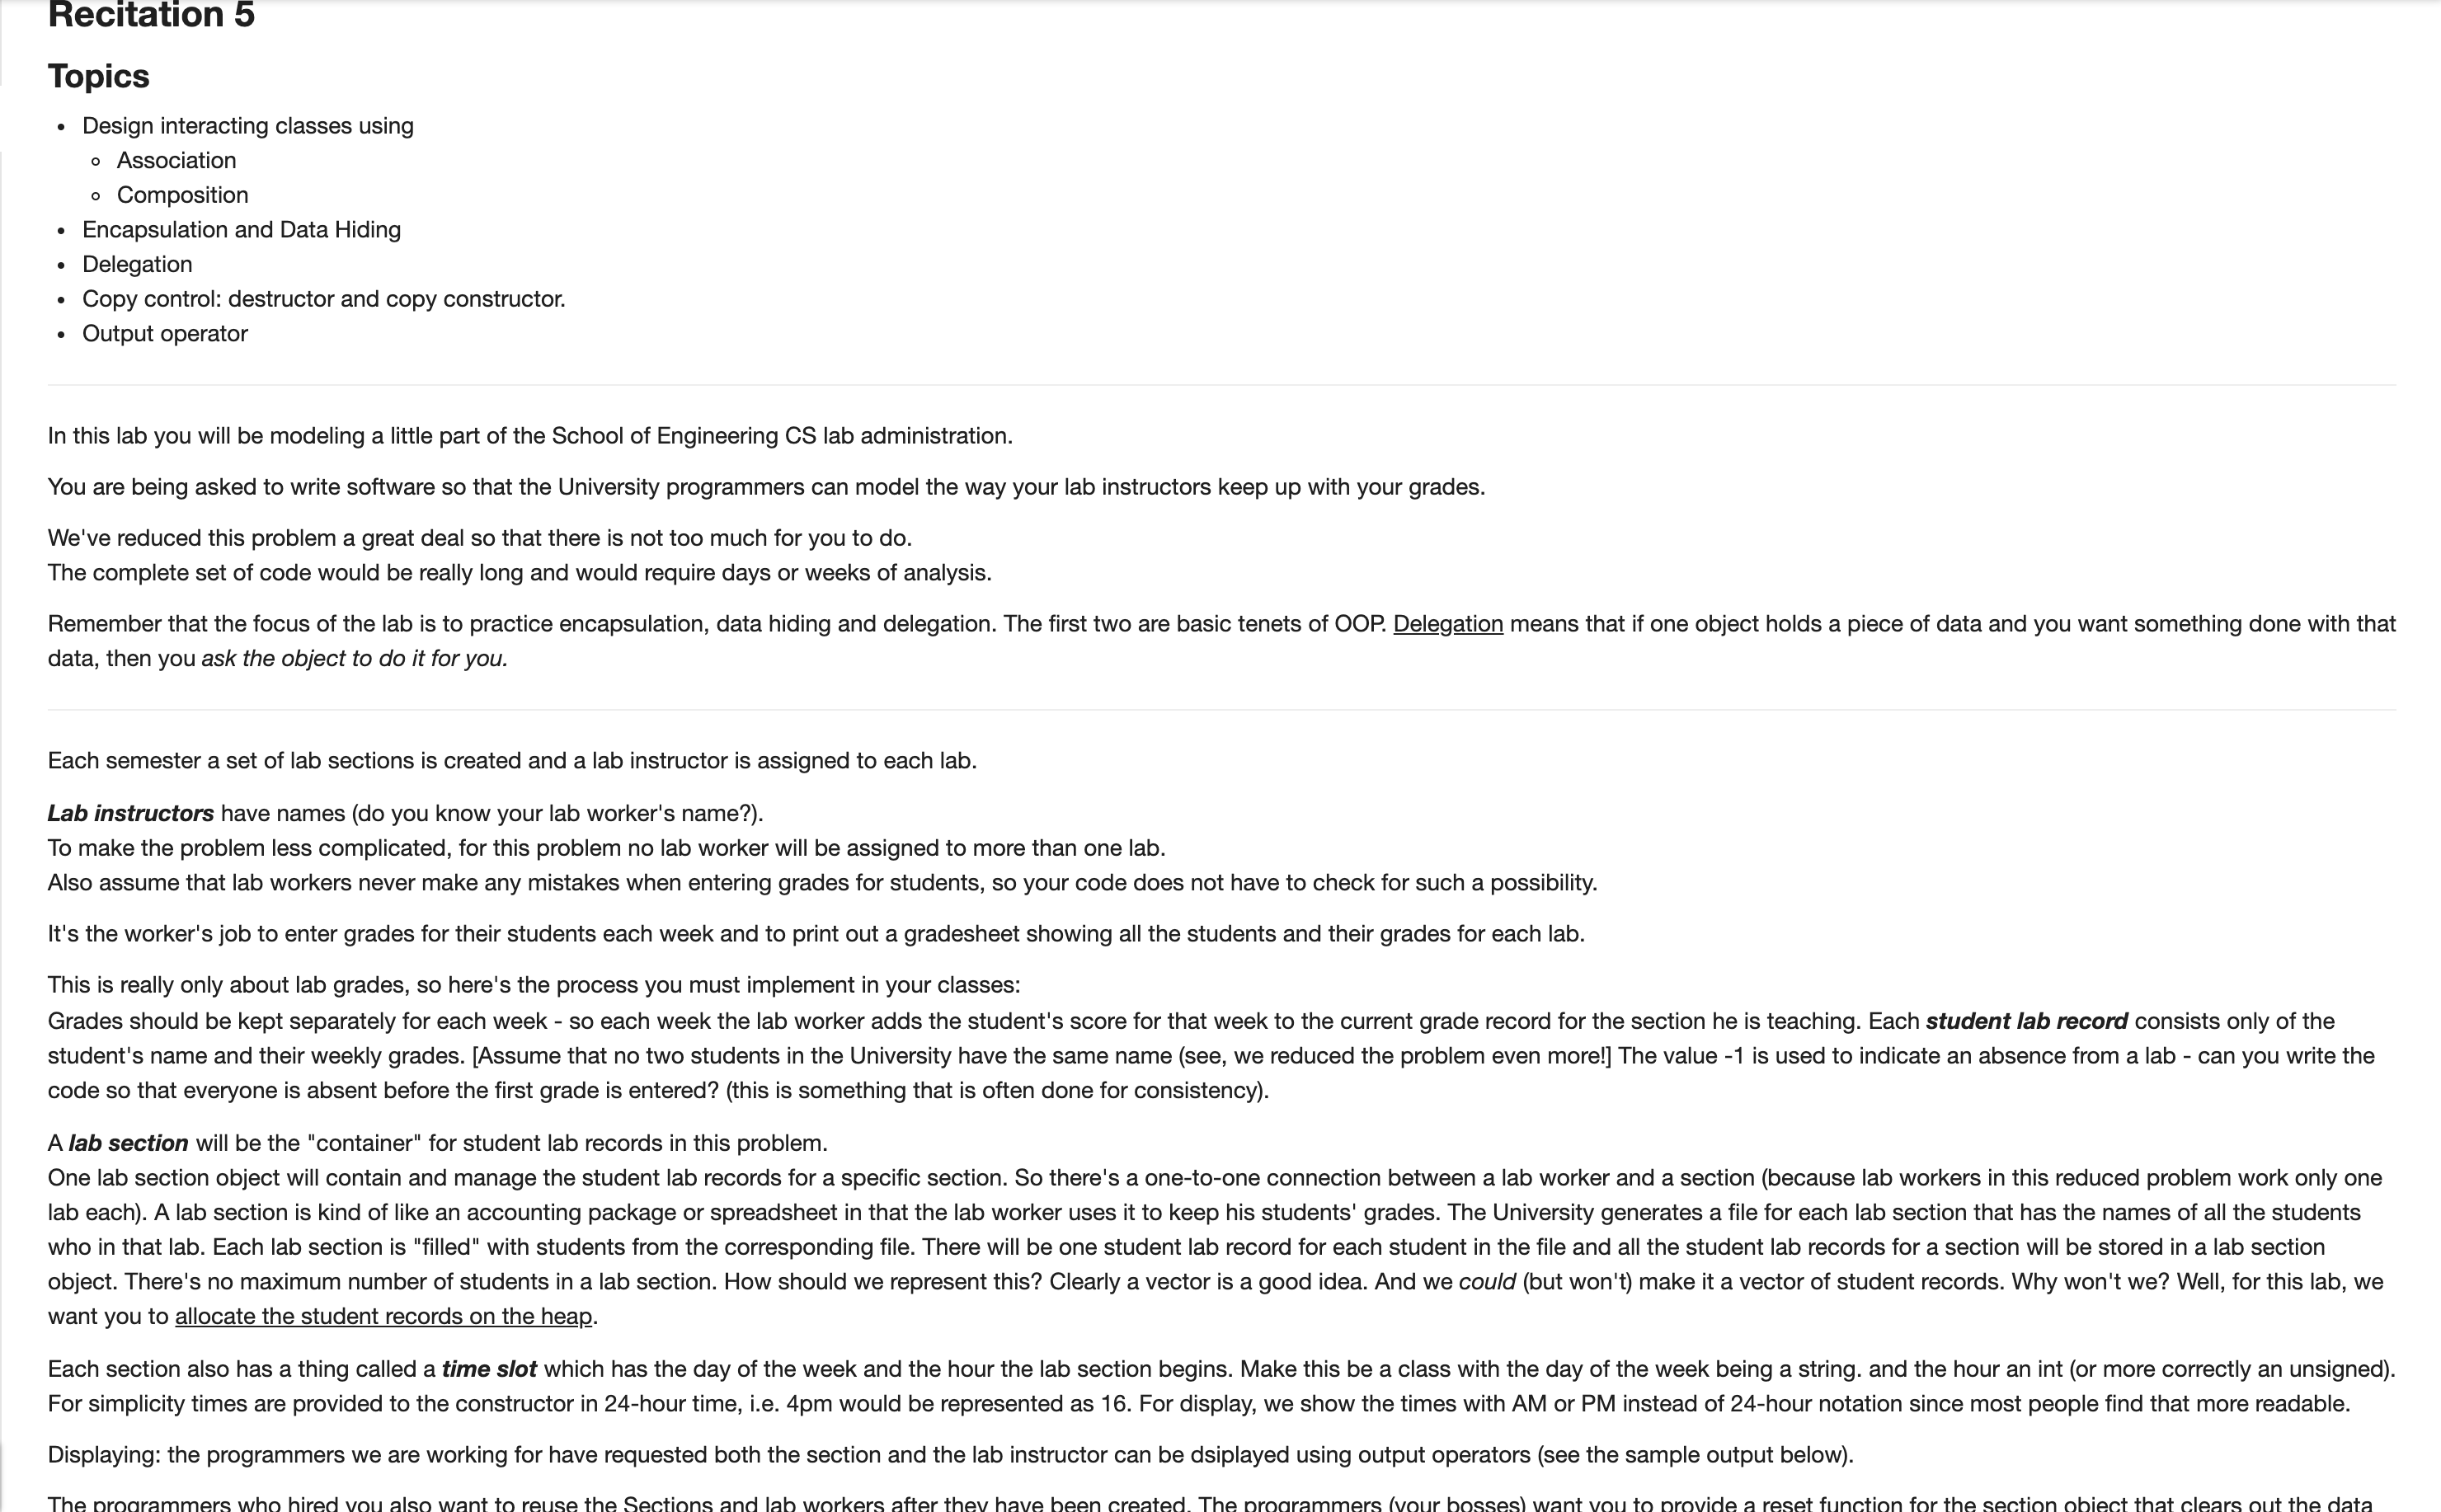 Recitation 5
Topics
• Design interacting classes using
◦ Association
◦ Composition
• Encapsulation and Data Hiding
• Delegation
• Copy control: destructor and copy constructor.
• Output operator
In this lab you will be modeling a little part of the School of Engineering CS lab administration.
You are being asked to write software so that the University programmers can model the way your lab instructors keep up with your grades.
We've reduced this problem a great deal so that there is not too much for you to do.
The complete set of code would be really long and would require days or weeks of analysis.
Remember that the focus of the lab is to practice encapsulation, data hiding and delegation. The first two are basic tenets of OOP. Delegation means that if one object holds a piece of data and you want something done with that
data, then you ask the object to do it for you.
Each semester a set of lab sections is created and a lab instructor is assigned to each lab.
Lab instructors have names (do you know your lab worker's name?).
To make the problem less complicated, for this problem no lab worker will be assigned to more than one lab.
Also assume that lab workers never make any mistakes when entering grades for students, so your code does not have to check for such a possibility.
It's the worker's job to enter grades for their students each week and to print out a gradesheet showing all the students and their grades for each lab.
This is really only about lab grades, so here's the process you must implement in your classes:
Grades should be kept separately for each week - so each week the lab worker adds the student's score for that week to the current grade record for the section he is teaching. Each student lab record consists only of the
student's name and their weekly grades. [Assume that no two students in the University have the same name (see, we reduced the problem even more!] The value -1 is used to indicate an absence from a lab - can you write the
code so that everyone is absent before the first grade is entered? (this is something that is often done for consistency).
A lab section will be the "container" for student lab records in this problem.
One lab section object will contain and manage the student lab records for a specific section. So there's a one-to-one connection between a lab worker and a section (because lab workers in this reduced problem work only one
lab each). A lab section is kind of like an accounting package or spreadsheet in that the lab worker uses it to keep his students' grades. The University generates a file for each lab section that has the names of all the students
who in that lab. Each lab section is "filled" with students from the corresponding file. There will be one student lab record for each student in the file and all the student lab records for a section will be stored in a lab section
object. There's no maximum number of students in a lab section. How should we represent this? Clearly a vector is a good idea. And we could (but won't) make it a vector of student records. Why won't we? Well, for this lab, we
want you to allocate the student records on the heap.
Each section also has a thing called a time slot which has the day of the week and the hour the lab section begins. Make this be a class with the day of the week being a string. and the hour an int (or more correctly an unsigned).
For simplicity times are provided to the constructor in 24-hour time, i.e. 4pm would be represented as 16. For display, we show the times with AM or PM instead of 24-hour notation since most people find that more readable.
Displaying: the programmers we are working for have requested both the section and the lab instructor can be dsiplayed using output operators (see the sample output below).
The programmers who hired you also want to reuse the Sections and lab workers after they have been created. The programmers (your bosses) want you to provide a reset function for the section object that clears out the data